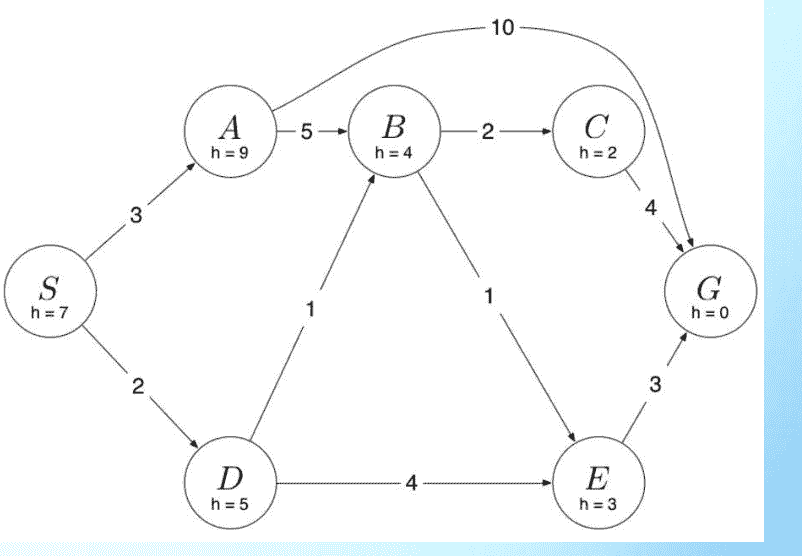 10
A
h = 9
5
B
h = 4
2
C
h = 2
3
4
S
h = 7
1
1
G
h = 0
2
3
D
h = 5
4
E
h = 3